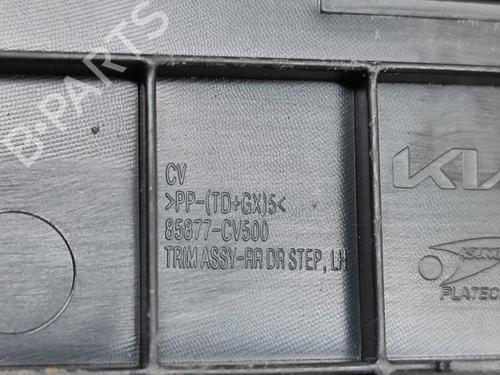 B-PARTS
CV
>PP-(TD+GX)5<
85877-CV500
TRIM ASSY-RR DR STEP, LH
KIA
PLATEC